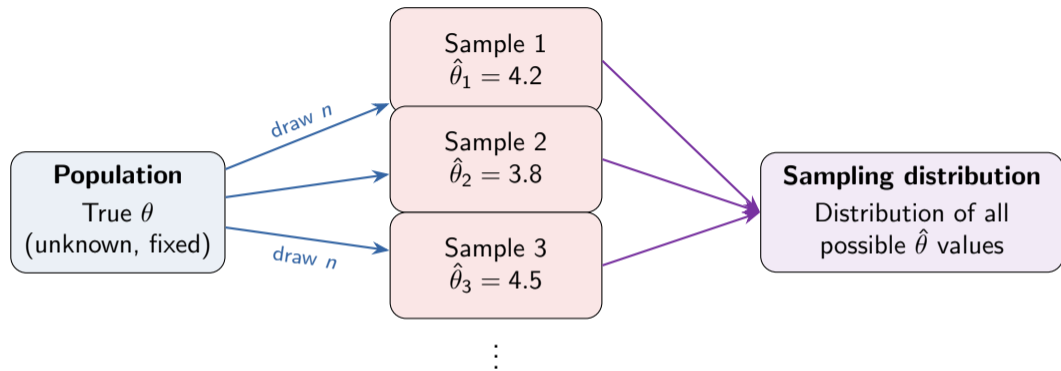 Sample 1
θ̂₁ = 4.2
draw n
Sample 2
θ̂₂ = 3.8
Population
True θ
(unknown, fixed)
Sampling distribution
Distribution of all
possible θ̂ values
draw n
Sample 3
θ̂₃ = 4.5
⋮